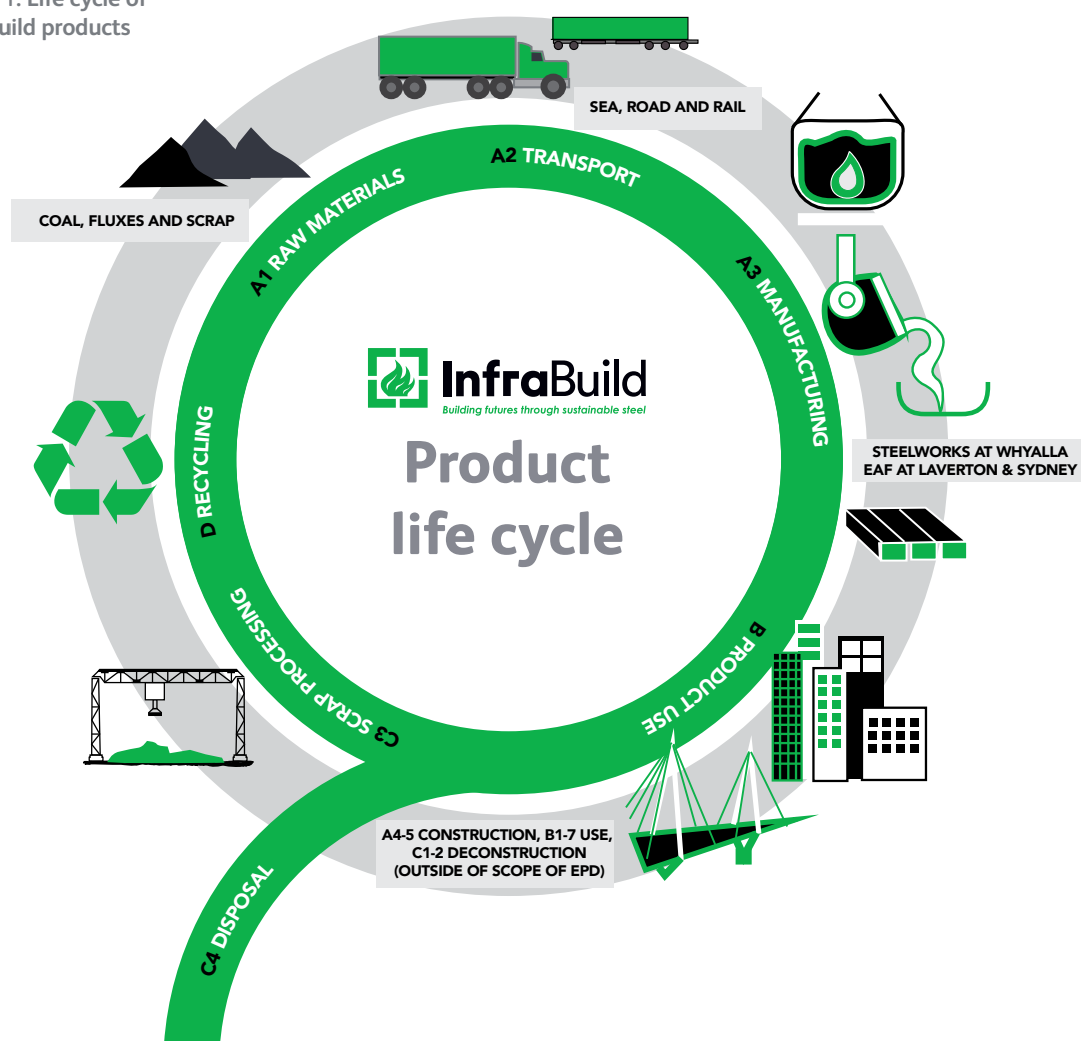 1. Life cycle of
uild products
SEA, ROAD AND RAIL
COAL, FLUXES AND SCRAP
A1 RAW MATERIALS
A2 TRANSPORT
A3 MANUFACTURING
InfraBuild
Building futures through sustainable steel
Product
life cycle
STEELWORKS AT WHYALLA
EAF AT LAVERTON & SYDNEY
B PRODUCT USE
A4-5 CONSTRUCTION, B1-7 USE,
C1-2 DECONSTRUCTION
(OUTSIDE OF SCOPE OF EPD)
C3 SCRAP PROCESSING
D RECYCLING
C4 DISPOSAL